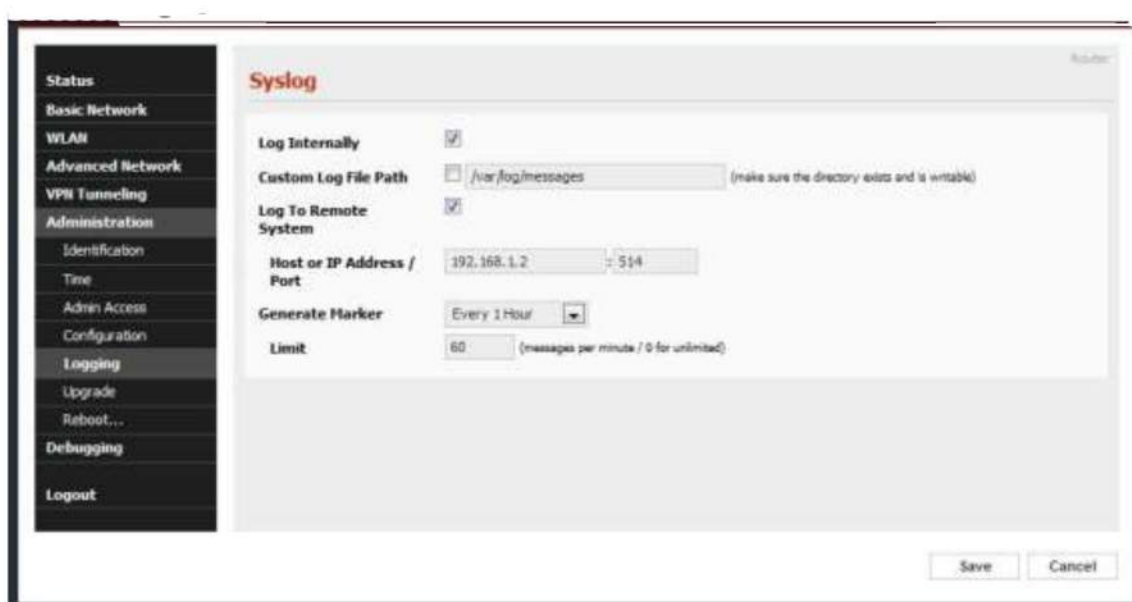 Router
Status
Basic Network
WLAN
Advanced Network
VPN Tunneling
Administration
Identification
Time
Admin Access
Configuration
Logging
Upgrade
Reboot...
Debugging
Logout
Syslog
Log Internally
Custom Log File Path /var/log/messages (make sure the directory exists and is writable)
Log To Remote
System
Host or IP Address / 192.168.1.2 : 514
Port
Generate Marker Every 1 Hour
Limit 60 (messages per minute / 0 for unlimited)
Save Cancel